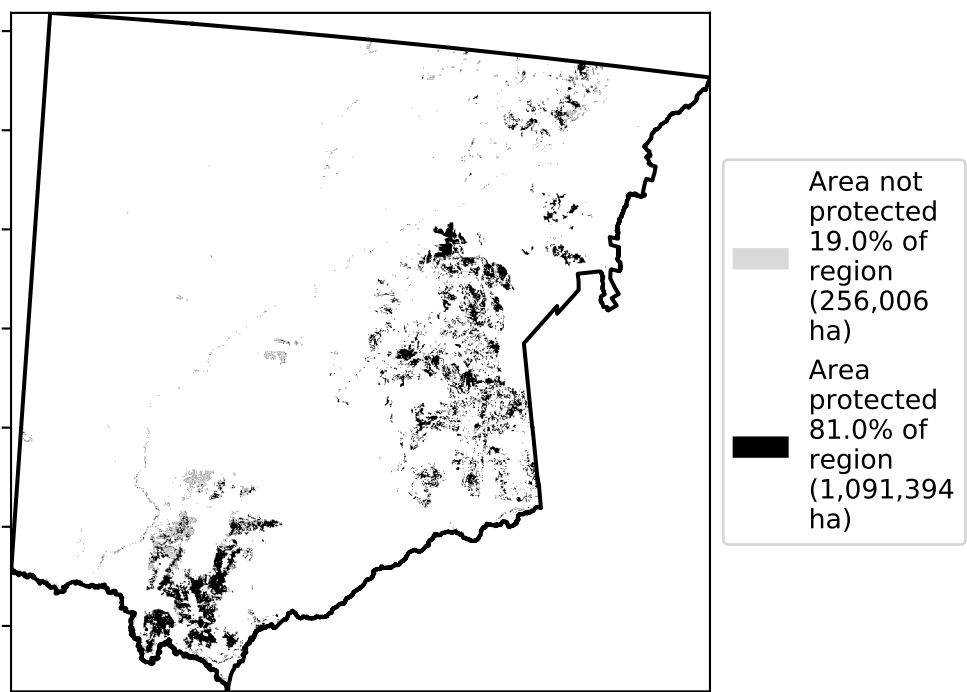 Area not
protected
19.0% of
region
(256,006
ha)
Area
protected
81.0% of
region
(1,091,394
ha)